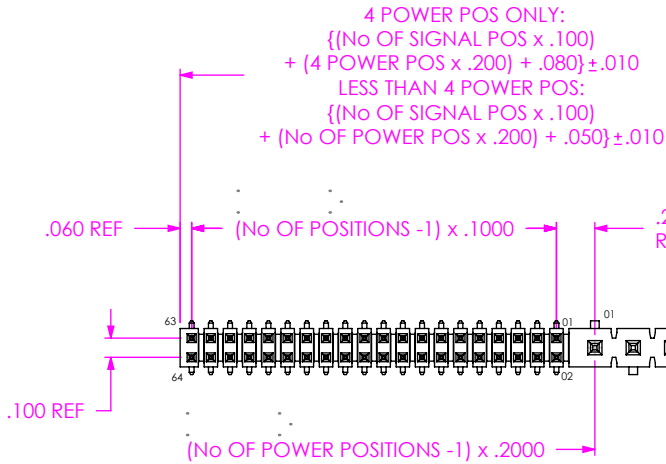 4 POWER POS ONLY:
{(No OF SIGNAL POS x .100)
+ (4 POWER POS x .200) + .080}±.010
LESS THAN 4 POWER POS:
{(No OF SIGNAL POS x .100)
+ (No OF POWER POS x .200) + .050}±.010
.060 REF
(No OF POSITIONS -1) x .1000
63
01
01
64
02
.100 REF
(No OF POWER POSITIONS -1) x .2000